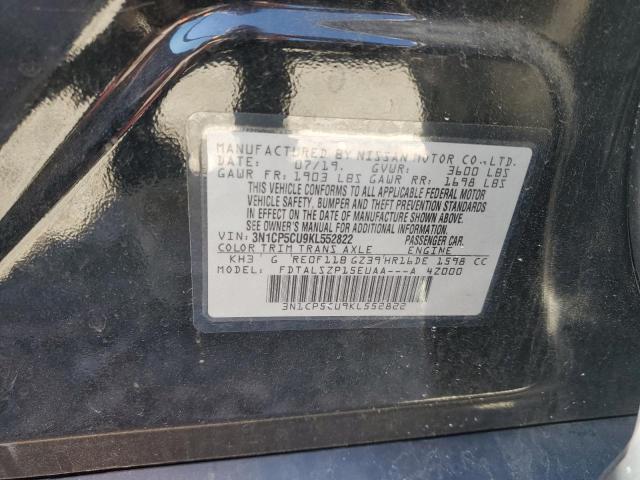 MANUFACTURED BY NISSAN MOTOR CO.,LTD.
DATE: 07/19. GVWR: 3600 LBS
GAWR FR: 1903 LBS GAWR RR: 1698 LBS
THIS VEHICLE CONFORMS TO ALL APPLICABLE FEDERAL MOTOR
VEHICLE SAFETY, BUMPER AND THEFT PREVENTION STANDARDS
IN EFFECT ON THE DATE OF MANUFACTURE SHOWN ABOVE.
SEE OWNER'S MANUAL FOR ADDITIONAL INFORMATION.
VIN: 3N1CP5CU9KL552822 PASSENGER CAR.
COLOR TRIM TRANS AXLE ENGINE
KH3 G RE0F11B GZ39 HR16DE 1598 CC
MODEL: FDTALSZP15EUAA---A 4Z000
3N1CP5CU9KL552822